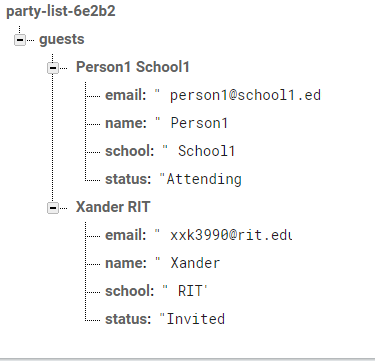 party-list-6e2b2
guests
Person1 School1
email: " person1@school1.ed
name: " Person1
school: " School1
status: "Attending
Xander RIT
email: " xxk3990@rit.edu
name: " Xander
school: " RIT'
status: "Invited